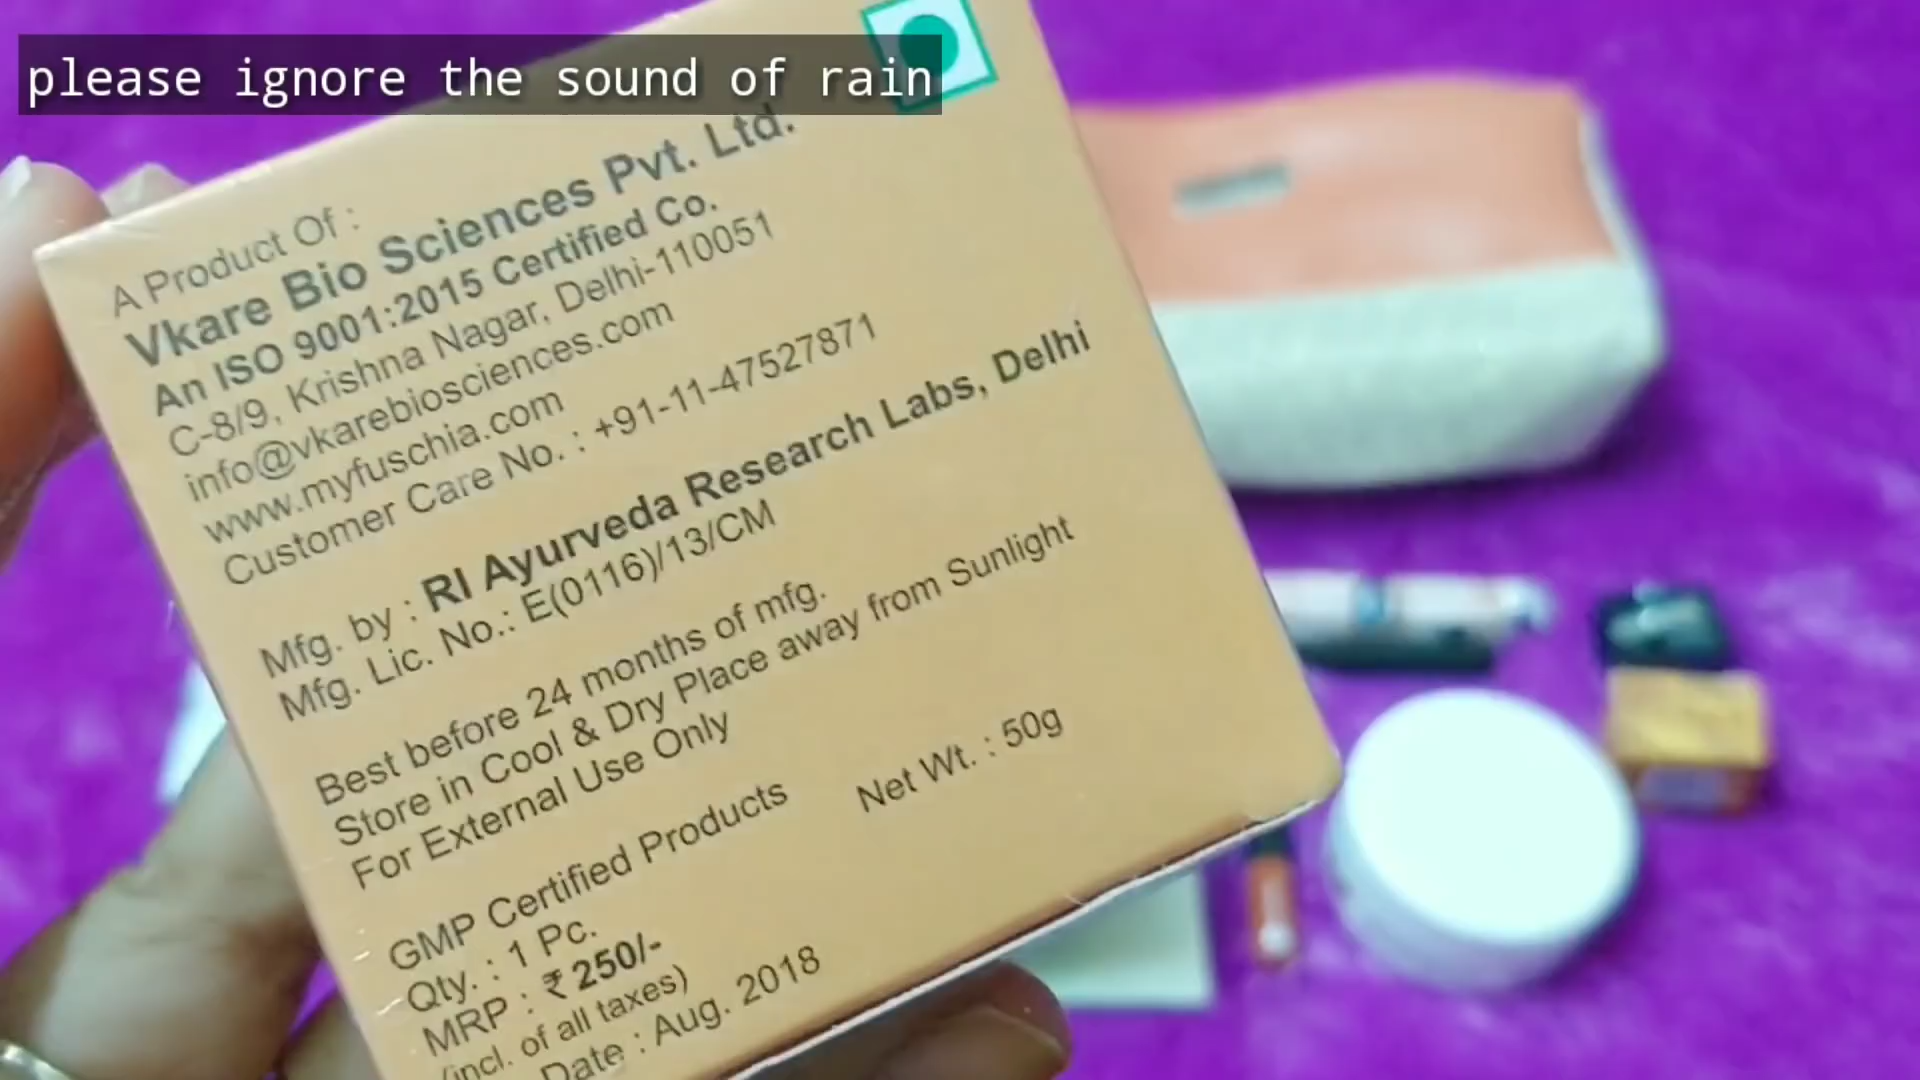 please ignore the sound of rain
A Product Of :
Vkare Bio Sciences Pvt. Ltd.
An ISO 9001:2015 Certified Co.
C-8/9, Krishna Nagar, Delhi-110051
info@vkarebiosciences.com
www.myfuschia.com
Customer Care No. : +91-11-47527871
Mfg. by : RI Ayurveda Research Labs, Delhi
Mfg. Lic. No.: E(0116)/13/CM
Best before 24 months of mfg.
Store in Cool & Dry Place away from Sunlight
For External Use Only
GMP Certified Products
Net Wt. : 50g
Qty. : 1 Pc.
MRP : ₹ 250/-
(incl. of all taxes)
Date : Aug. 2018